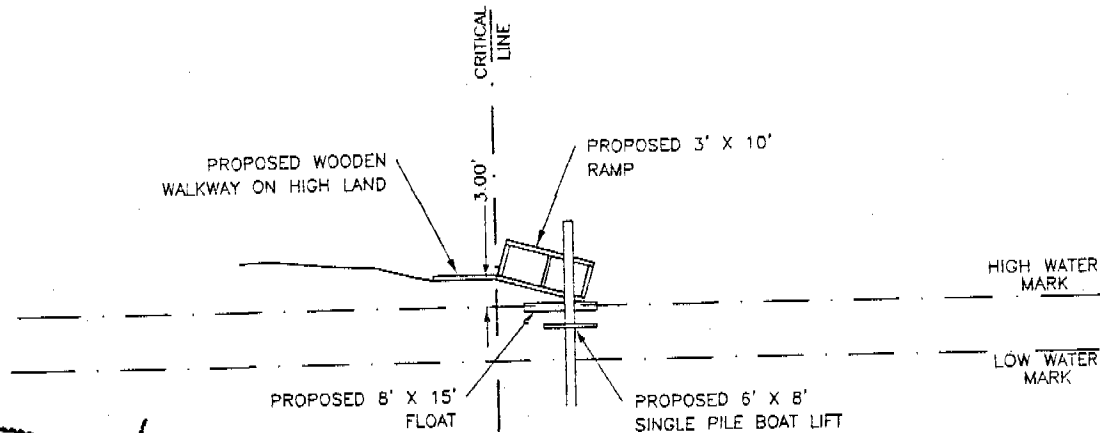 CRITICAL
LINE
PROPOSED WOODEN
WALKWAY ON HIGH LAND
3.00'
PROPOSED 3' X 10'
RAMP
HIGH WATER
MARK
LOW WATER
MARK
PROPOSED 8' X 15'
FLOAT
PROPOSED 6' X 8'
SINGLE PILE BOAT LIFT